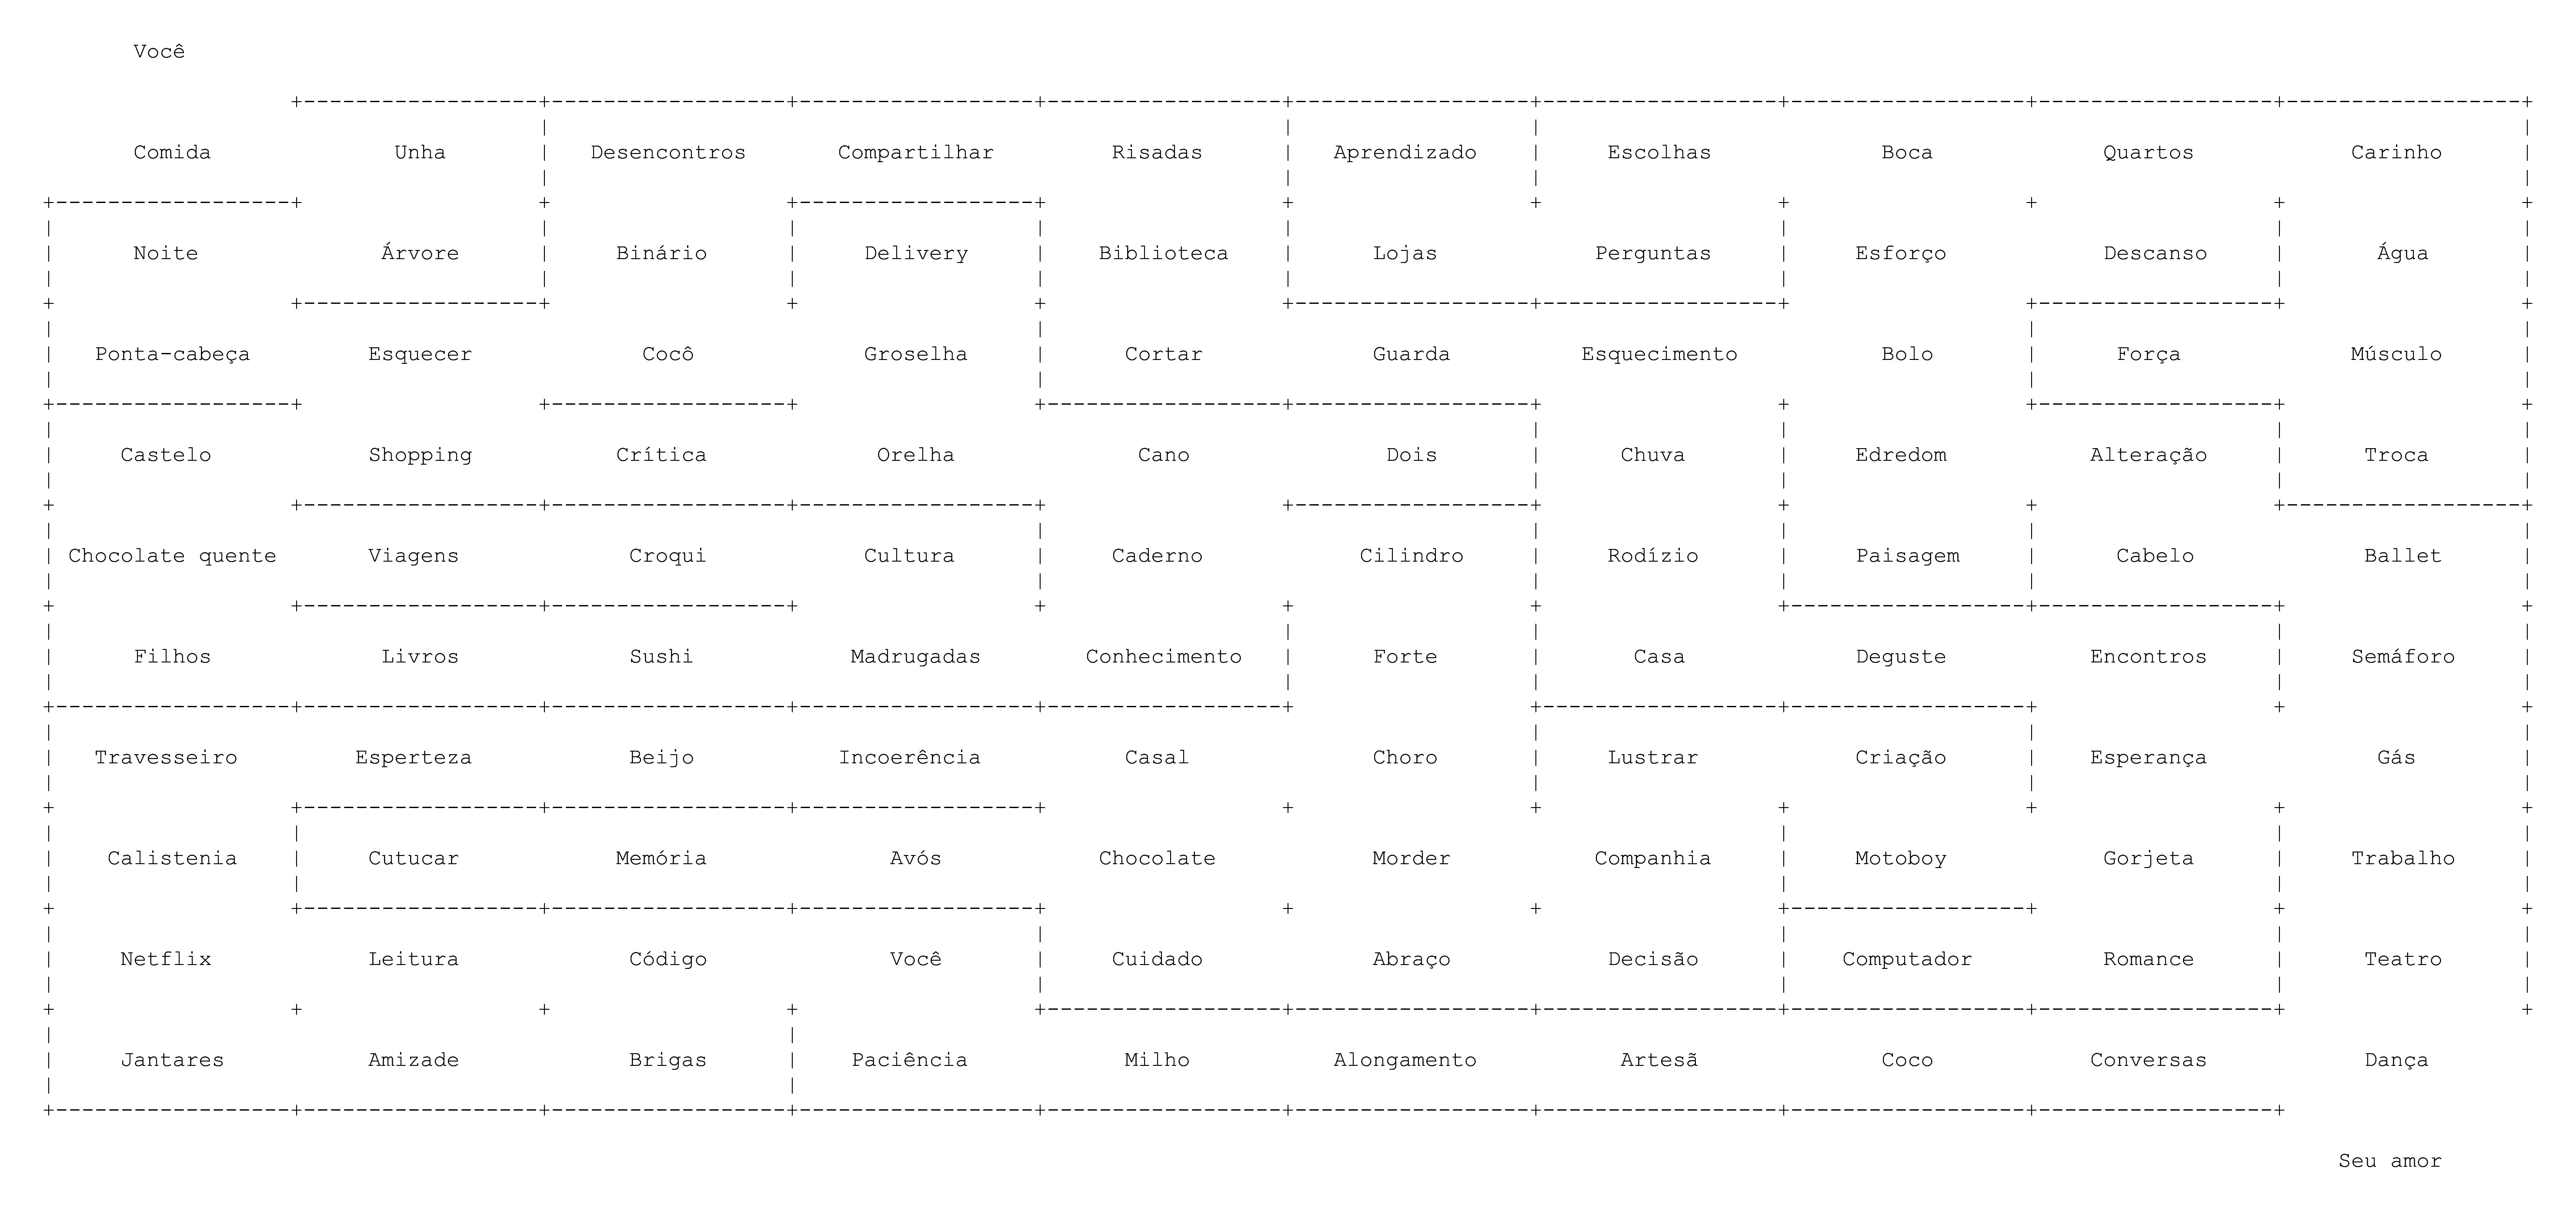 Você
Comida Unha Desencontros Compartilhar Risadas Aprendizado Escolhas Boca Quartos Carinho
Noite Árvore Binário Delivery Biblioteca Lojas Perguntas Esforço Descanso Água
Ponta-cabeça Esquecer Cocô Groselha Cortar Guarda Esquecimento Bolo Força Músculo
Castelo Shopping Crítica Orelha Cano Dois Chuva Edredom Alteração Troca
Chocolate quente Viagens Croqui Cultura Caderno Cilindro Rodízio Paisagem Cabelo Ballet
Filhos Livros Sushi Madrugadas Conhecimento Forte Casa Deguste Encontros Semáforo
Travesseiro Esperteza Beijo Incoerência Casal Choro Lustrar Criação Esperança Gás
Calistenia Cutucar Memória Avós Chocolate Morder Companhia Motoboy Gorjeta Trabalho
Netflix Leitura Código Você Cuidado Abraço Decisão Computador Romance Teatro
Jantares Amizade Brigas Paciência Milho Alongamento Artesã Coco Conversas Dança
Seu amor